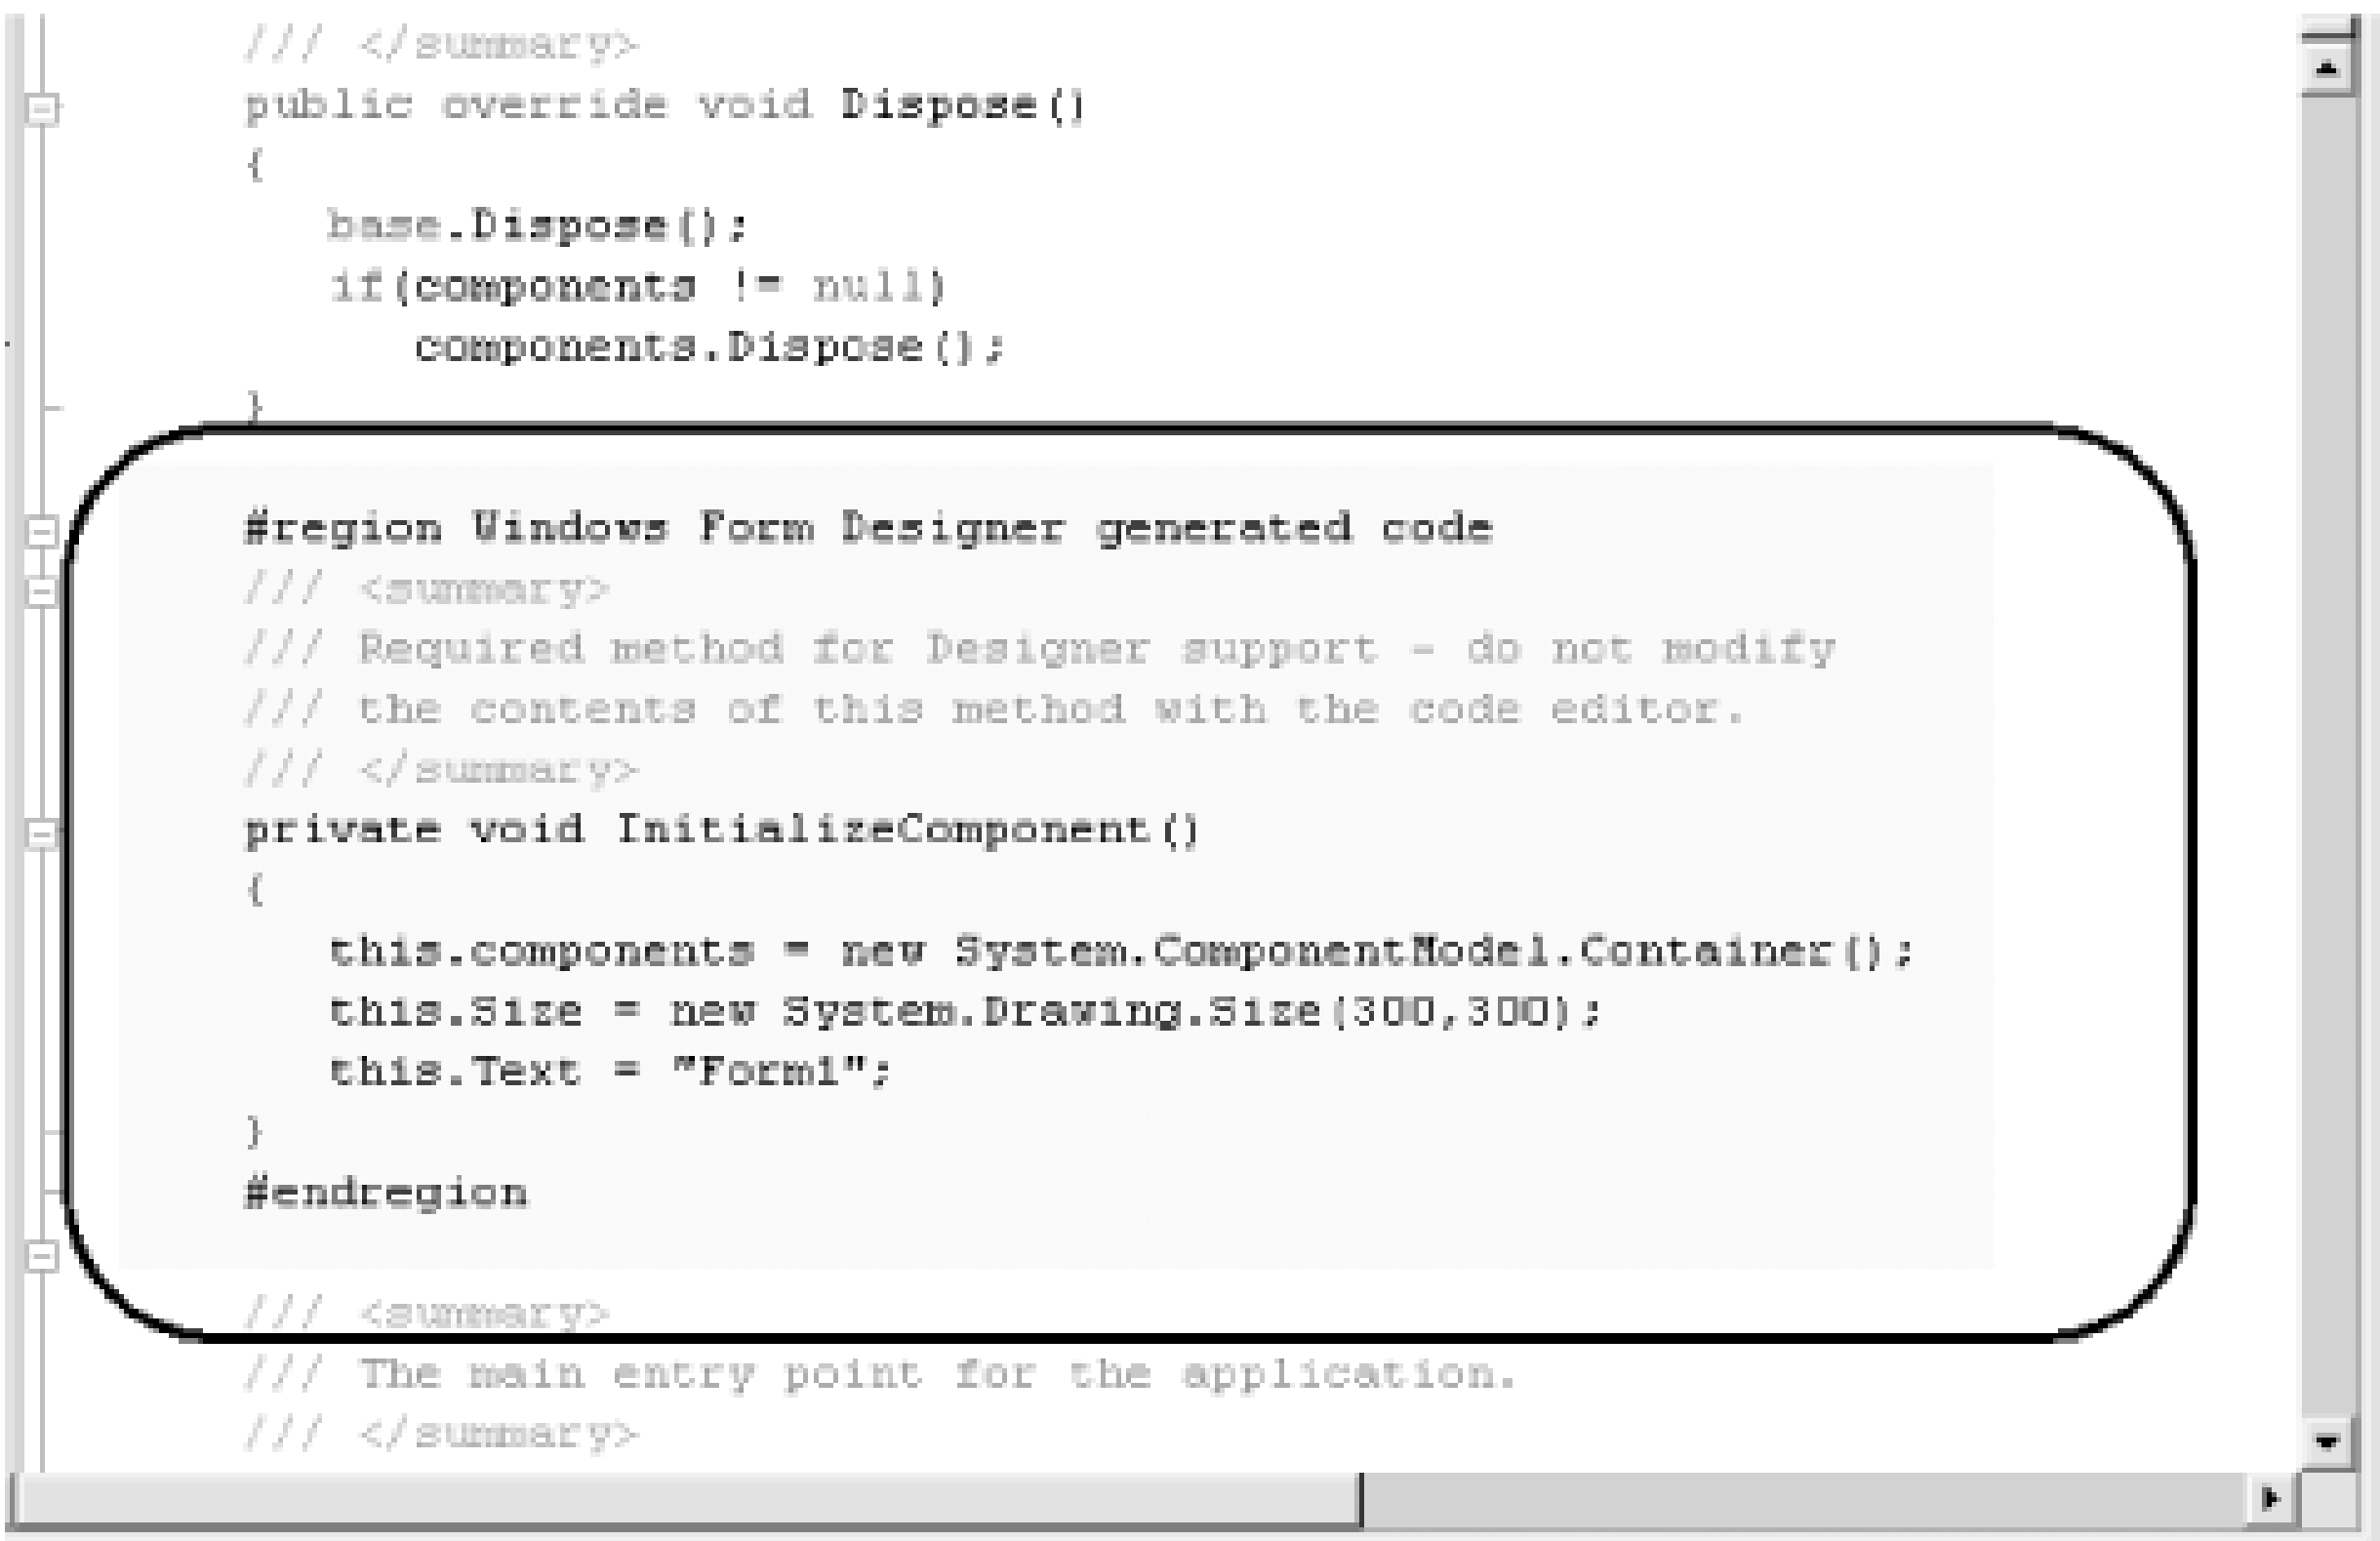 /// </summary>
public override void Dispose()
{
base.Dispose();
if(components != null)
components.Dispose();
}
#region Windows Form Designer generated code
/// <summary>
/// Required method for Designer support - do not modify
/// the contents of this method with the code editor.
/// </summary>
private void InitializeComponent()
{
this.components = new System.ComponentModel.Container();
this.Size = new System.Drawing.Size(300,300);
this.Text = "Form1";
}
#endregion
/// <summary>
/// The main entry point for the application.
/// </summary>